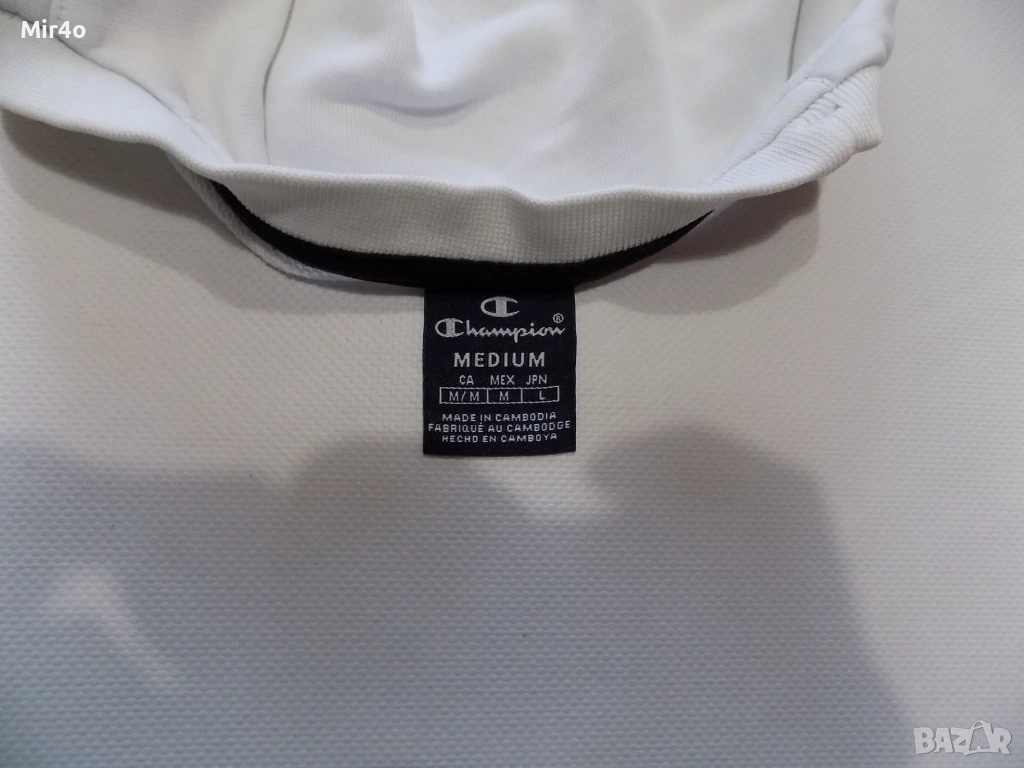 Mir4o
Champion®
MEDIUM
CA MEX JPN
M/M M L
MADE IN CAMBODIA
FABRIQUÉ AU CAMBODGE
HECHO EN CAMBOYA
BAZAR